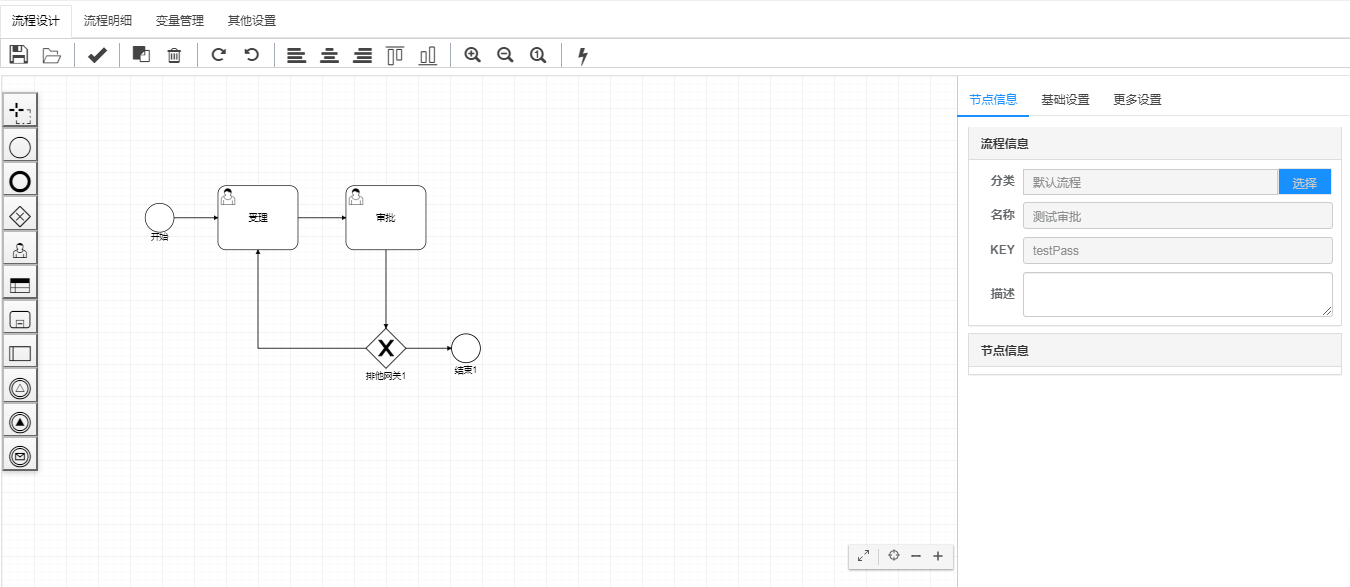 流程设计 流程明细 变量管理 其他设置
节点信息 基础设置 更多设置
流程信息
分类 默认流程 选择
名称 测试审批
KEY testPass
描述
节点信息
受理
审批
开始
排他网关1
结束1